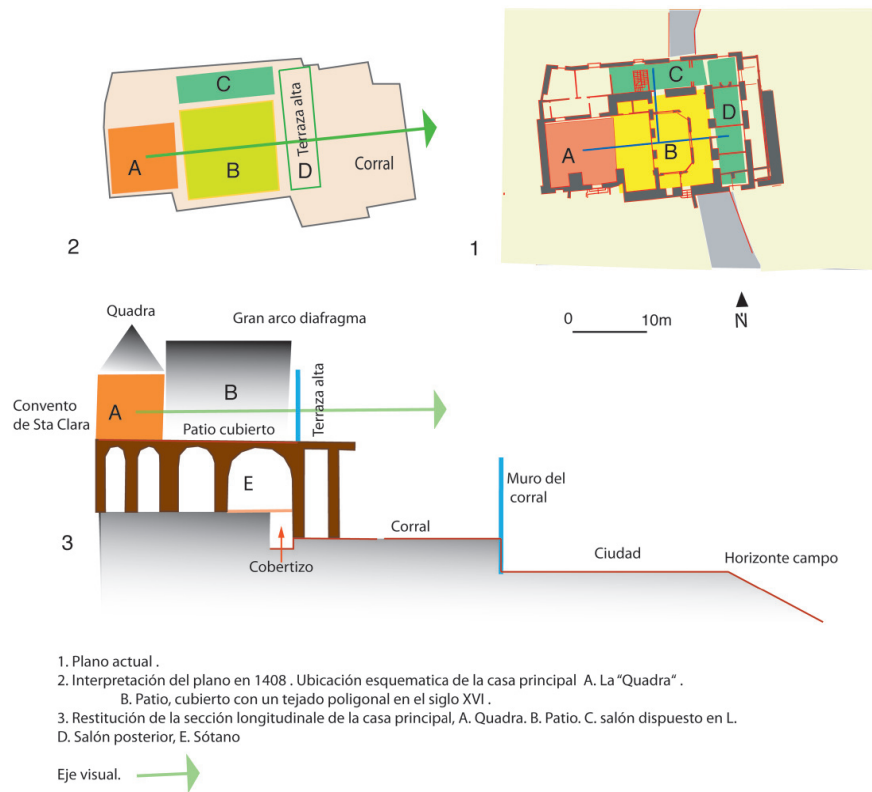 C
Terraza alta
A
B
D
Corral
2
C
D
A
B
1
0 10m
N
Quadra
Gran arco diafragma
Convento
de Sta Clara
A
B
Terraza alta
Patio cubierto
E
Muro del
corral
3
Corral
Cobertizo
Ciudad
Horizonte campo
1. Plano actual .
2. Interpretación del plano en 1408 . Ubicación esquematica de la casa principal A. La "Quadra" .
B. Patio, cubierto con un tejado poligonal en el siglo XVI .
3. Restitución de la sección longitudinale de la casa principal, A. Quadra. B. Patio. C. salón dispuesto en L.
D. Salón posterior, E. Sótano
Eje visual.